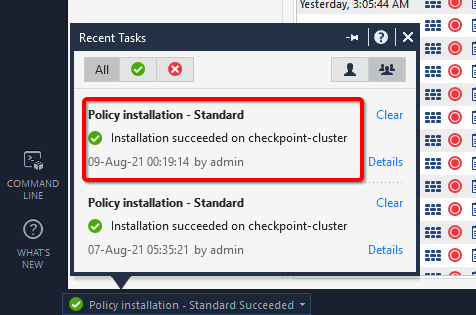 Yesterday, 3:05:44 AM
Recent Tasks
All
Policy installation - Standard
Clear
Installation succeeded on checkpoint-cluster
09-Aug-21 00:19:14 by admin
Details
Policy installation - Standard
Clear
Installation succeeded on checkpoint-cluster
07-Aug-21 05:35:21 by admin
Details
COMMAND
LINE
WHAT'S
NEW
Policy installation - Standard Succeeded